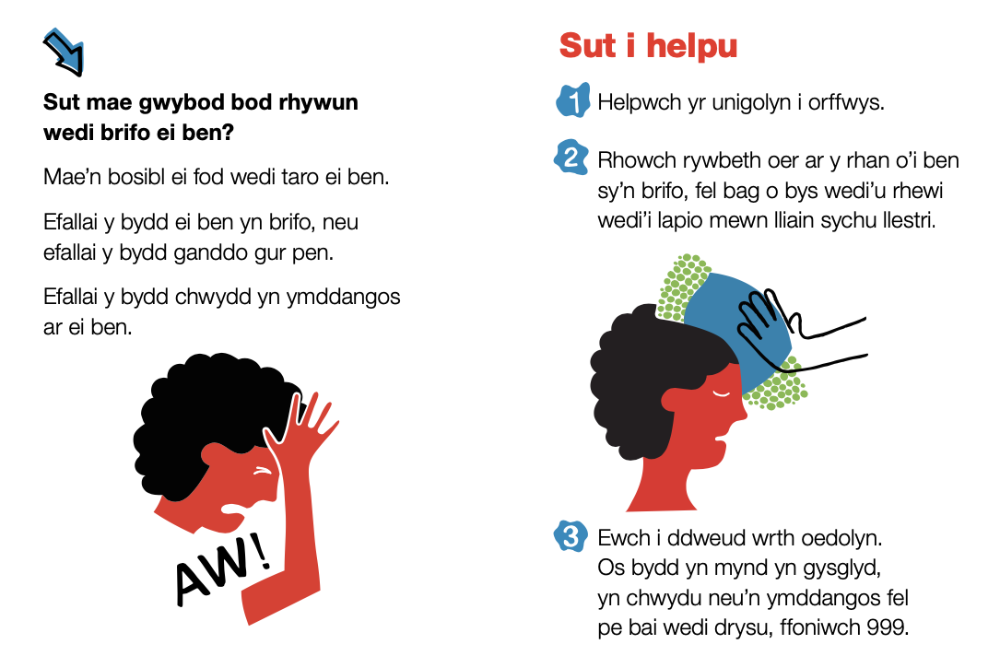 Sut mae gwybod bod rhywun
wedi brifo ei ben?
Mae’n bosibl ei fod wedi taro ei ben.
Efallai y bydd ei ben yn brifo, neu
efallai y bydd ganddo gur pen.
Efallai y bydd chwydd yn ymddangos
ar ei ben.
AW!
Sut i helpu
1 Helpwch yr unigolyn i orffwys.
2 Rhowch rywbeth oer ar y rhan o’i ben
sy’n brifo, fel bag o bys wedi’u rhewi
wedi’i lapio mewn lliain sychu llestri.
3 Ewch i ddweud wrth oedolyn.
Os bydd yn mynd yn gysglyd,
yn chwydu neu’n ymddangos fel
pe bai wedi drysu, ffoniwch 999.